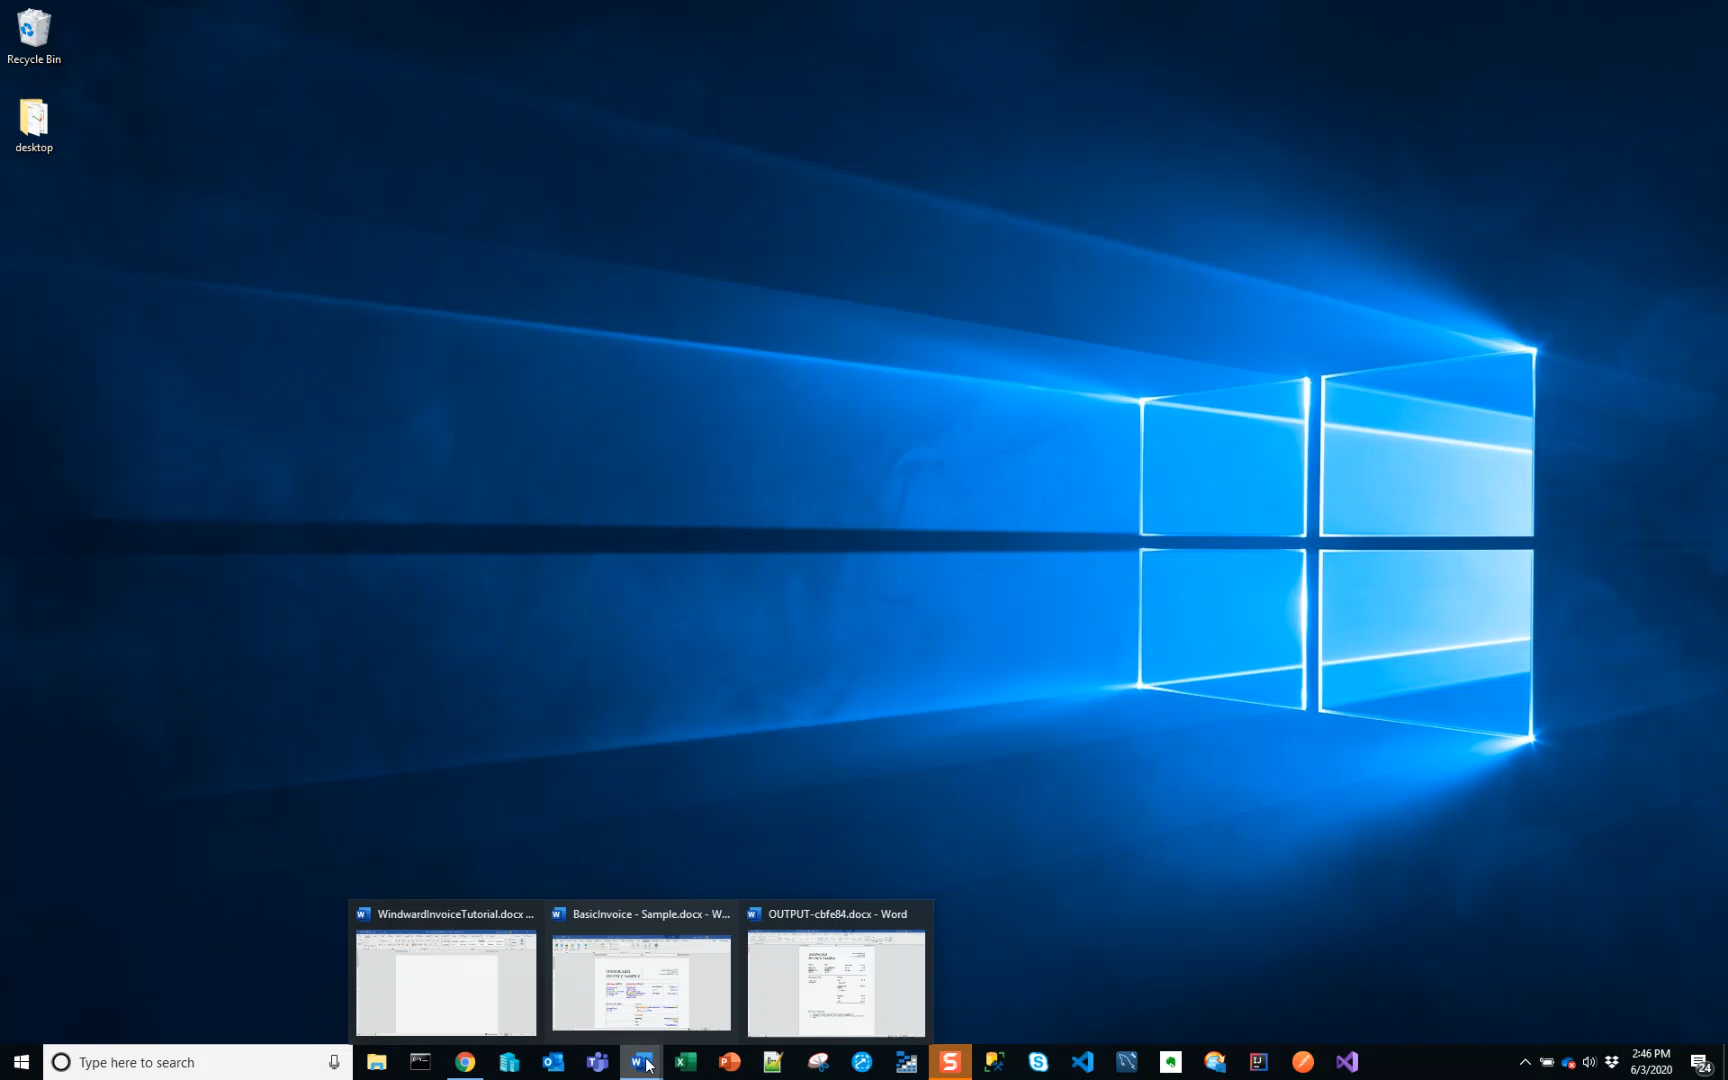 Recycle Bin
desktop
WindwardInvoiceTutorial.docx ...
BasicInvoice - Sample.docx - W...
OUTPUT-cbfe84.docx - Word
Type here to search
2:46 PM
6/3/2020
24